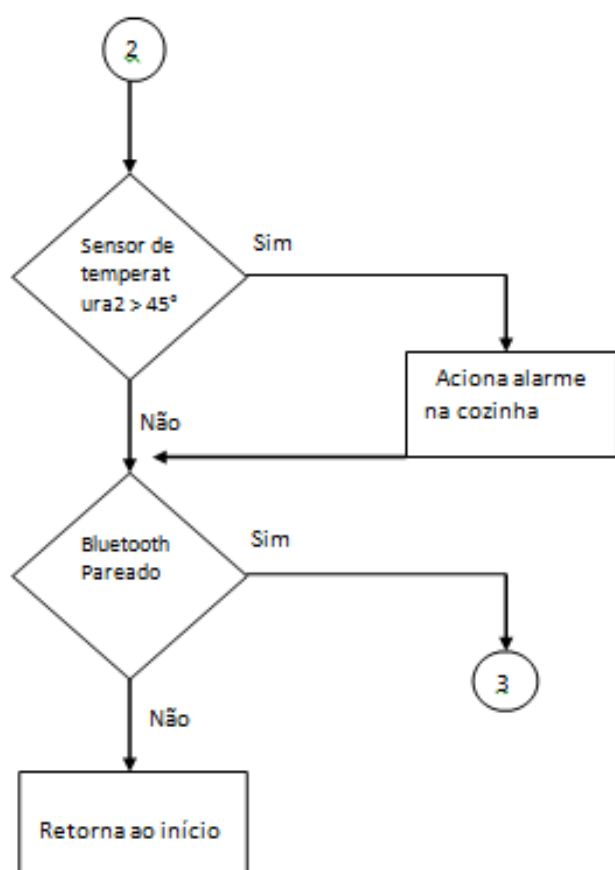 2
Sensor de
temperat
ura2 > 45°
Sim
Aciona alarme
na cozinha
Não
Bluetooth
Pareado
Sim
3
Não
Retorna ao início